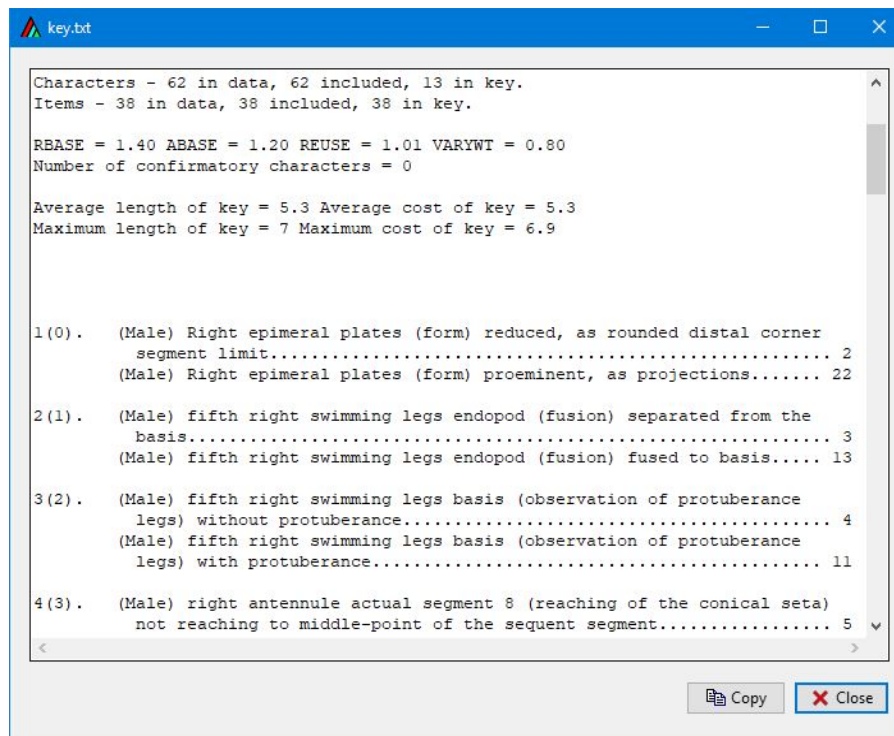 key.txt
Characters - 62 in data, 62 included, 13 in key.
Items - 38 in data, 38 included, 38 in key.
RBASE = 1.40 ABASE = 1.20 REUSE = 1.01 VARYWT = 0.80
Number of confirmatory characters = 0
Average length of key = 5.3 Average cost of key = 5.3
Maximum length of key = 7 Maximum cost of key = 6.9
1(0). (Male) Right epimeral plates (form) reduced, as rounded distal corner
segment limit...................................................... 2
(Male) Right epimeral plates (form) proeminent, as projections....... 22
2(1). (Male) fifth right swimming legs endopod (fusion) separated from the
basis.............................................................. 3
(Male) fifth right swimming legs endopod (fusion) fused to basis..... 13
3(2). (Male) fifth right swimming legs basis (observation of protuberance
legs) without protuberance......................................... 4
(Male) fifth right swimming legs basis (observation of protuberance
legs) with protuberance........................................... 11
4(3). (Male) right antennule actual segment 8 (reaching of the conical seta)
not reaching to middle-point of the sequent segment................ 5
Copy
Close